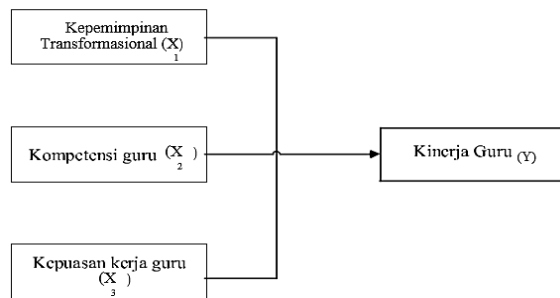 Kepemimpinan
Transformasional (X)
1
Kompetensi guru (X )
2
Kinerja Guru (Y)
Kepuasan kerja guru
(X )
3